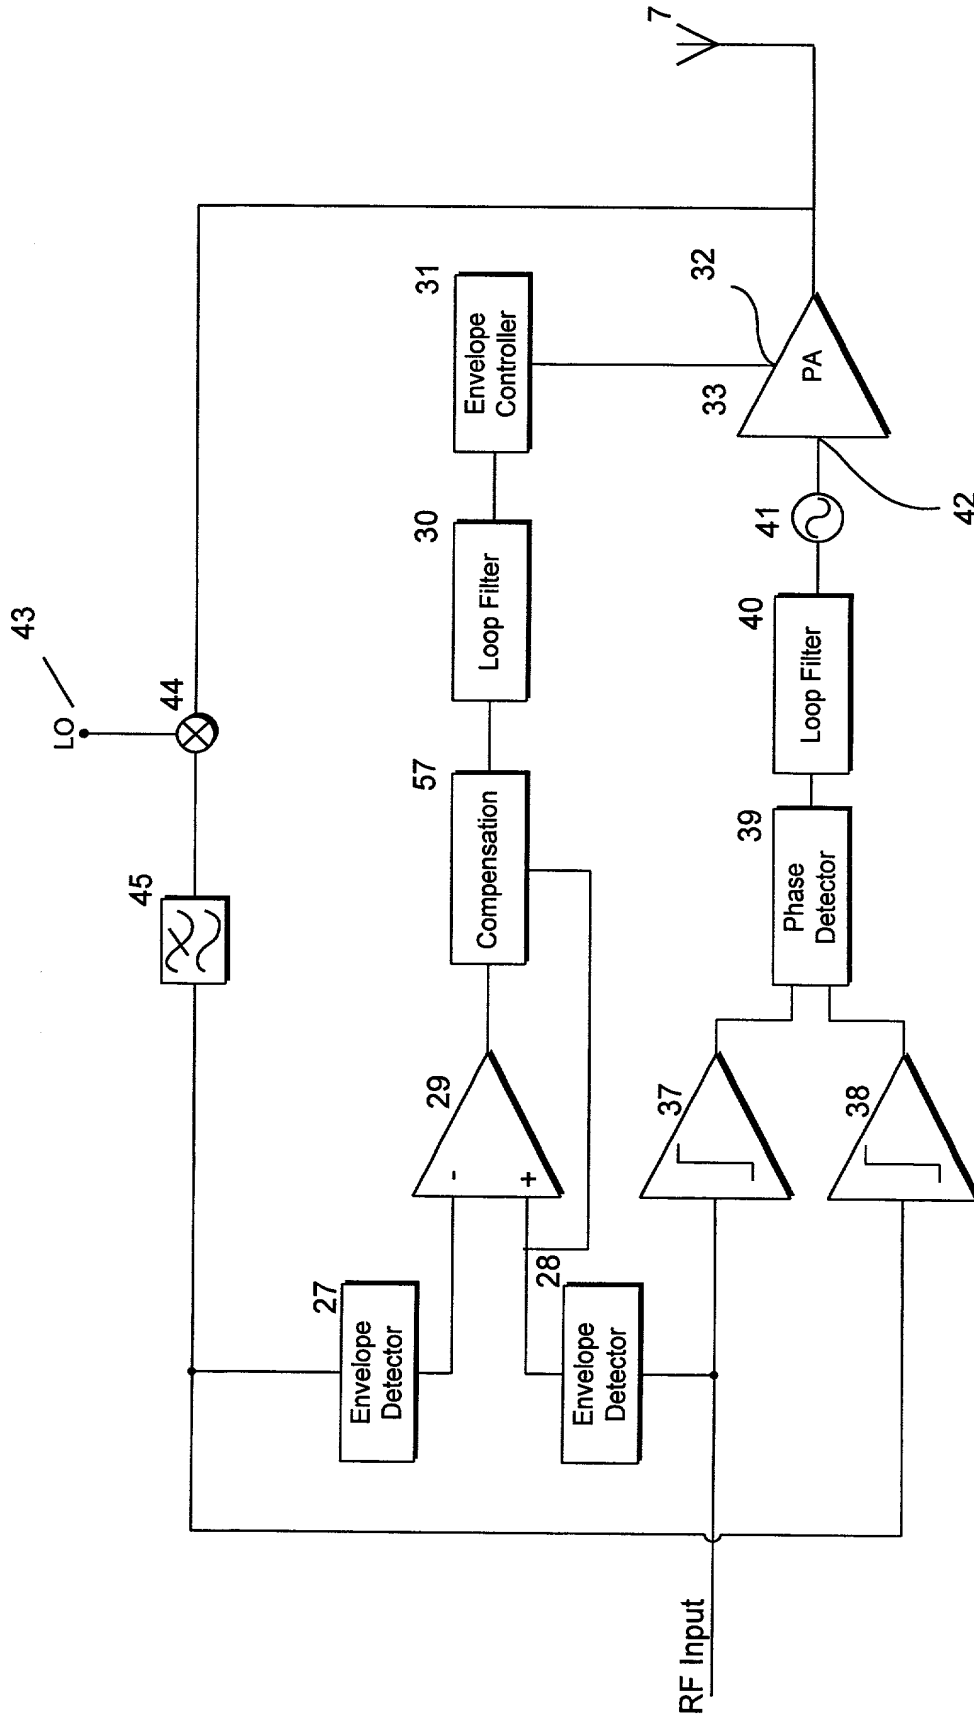 43
LO
44
45
7
31
Envelope
Controller
30
Loop Filter
57
Compensation
29
-
+
27
Envelope
Detector
28
Envelope
Detector
32
33
PA
42
41
40
Loop Filter
39
Phase
Detector
37
38
RF Input